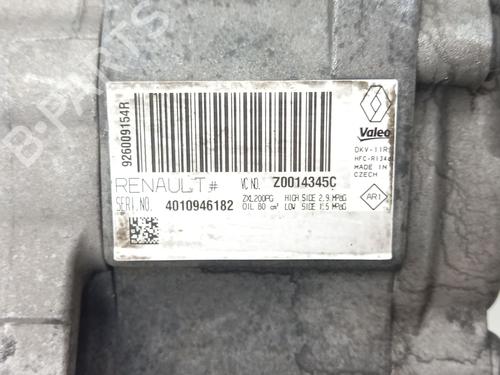 926009154R
Valeo
DKV-11R
HFC-R134a
MADE IN
CZECH
RENAULT# VC NO. Z0014345C
SERI.NO. 4010946182
ZXL200PG HIGH SIDE 2.9 MPaG
OIL 80 cm³ LOW SIDE 1.5 MPaG
AR1
B-PARTS